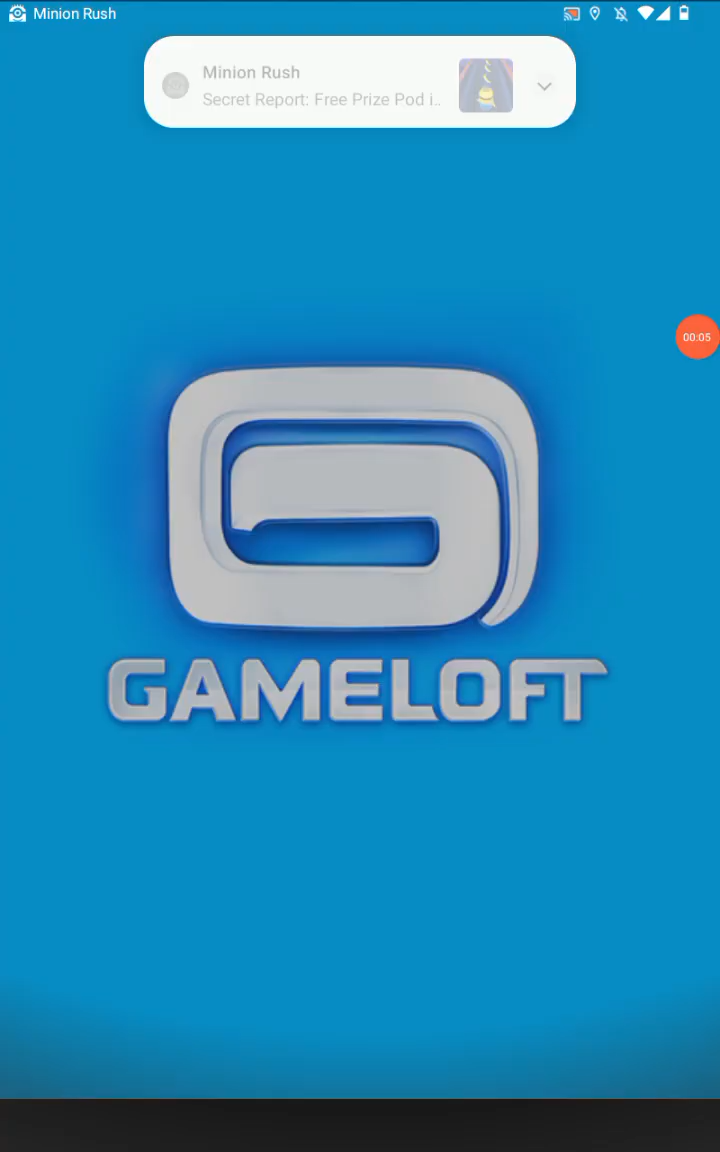 Minion Rush
Minion Rush
Secret Report: Free Prize Pod i..
00:05
GAMELOFT